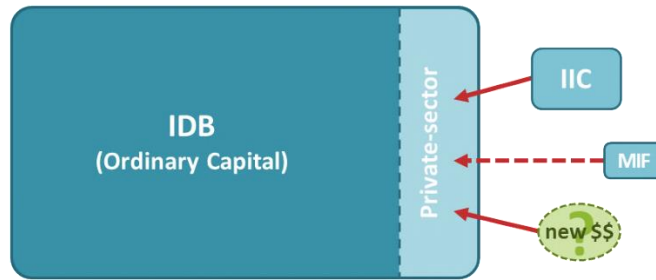 IDB
(Ordinary Capital)
Private-sector
IIC
MIF
?
new $$